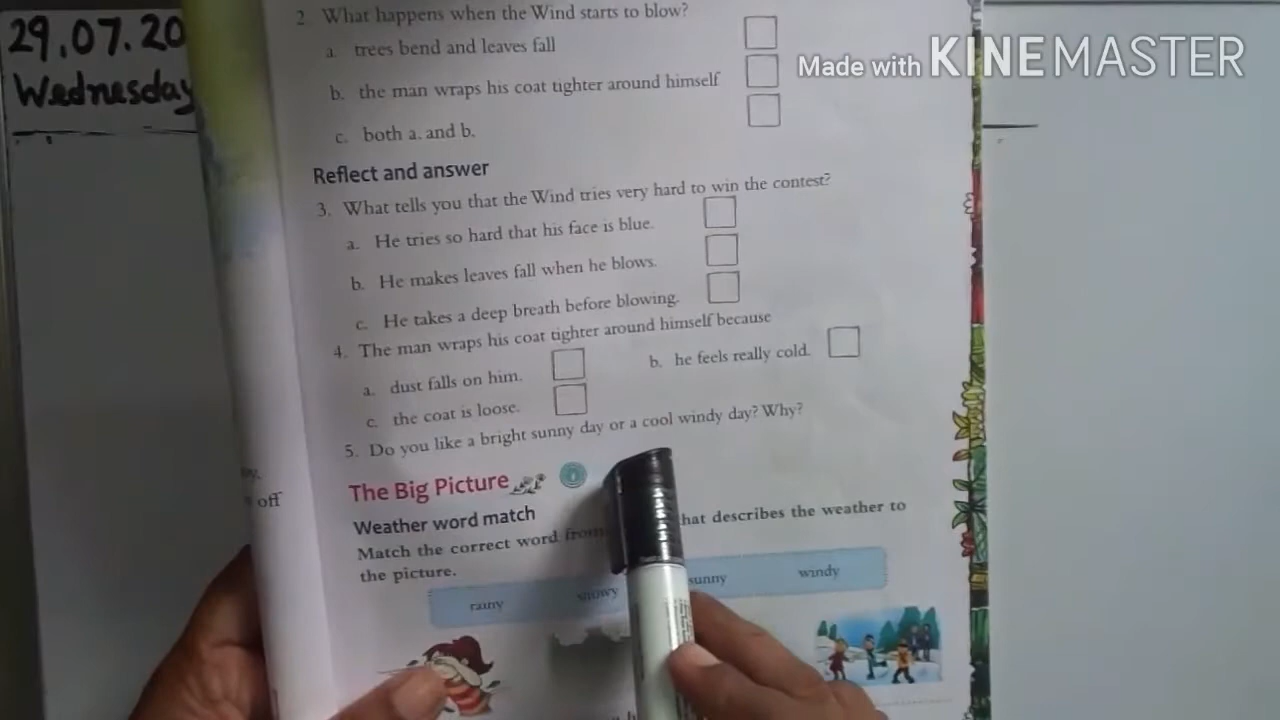 29.07.20
Wednesday
Made with KINEMASTER
2 What happens when the Wind starts to blow?
a. trees bend and leaves fall
b. the man wraps his coat tighter around himself
c. both a. and b.
Reflect and answer
3. What tells you that the Wind tries very hard to win the contest?
a. He tries so hard that his face is blue.
b. He makes leaves fall when he blows.
c. He takes a deep breath before blowing.
4. The man wraps his coat tighter around himself because
a. dust falls on him.
b. he feels really cold.
c. the coat is loose.
5. Do you like a bright sunny day or a cool windy day? Why?
off
The Big Picture
Weather word match
Match the correct word from that describes the weather to
the picture.
rainy snowy sunny windy